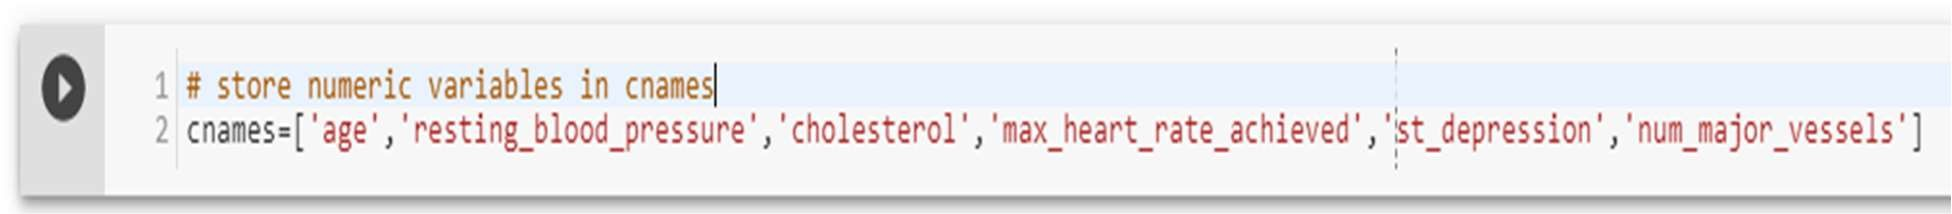 1 # store numeric variables in cnames
2 cnames=['age','resting_blood_pressure','cholesterol','max_heart_rate_achieved','st_depression','num_major_vessels']